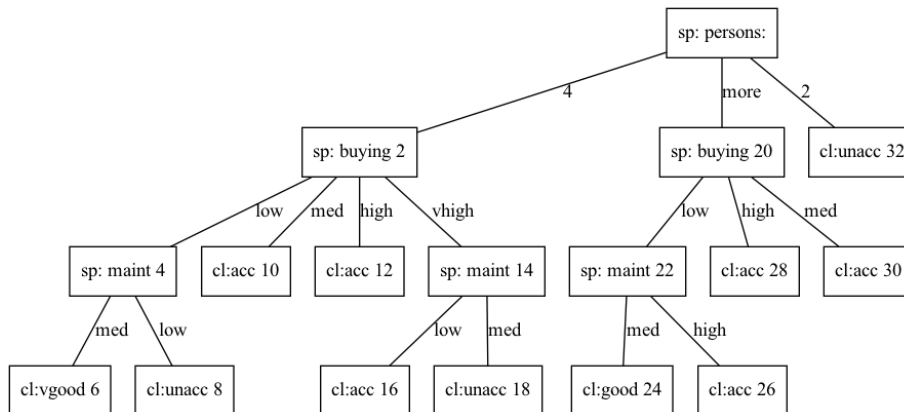 sp: persons:
4
more
2
sp: buying 2
sp: buying 20
cl:unacc 32
low
med
high
vhigh
low
high
med
sp: maint 4
cl:acc 10
cl:acc 12
sp: maint 14
sp: maint 22
cl:acc 28
cl:acc 30
med
low
low
med
med
high
cl:vgood 6
cl:unacc 8
cl:acc 16
cl:unacc 18
cl:good 24
cl:acc 26